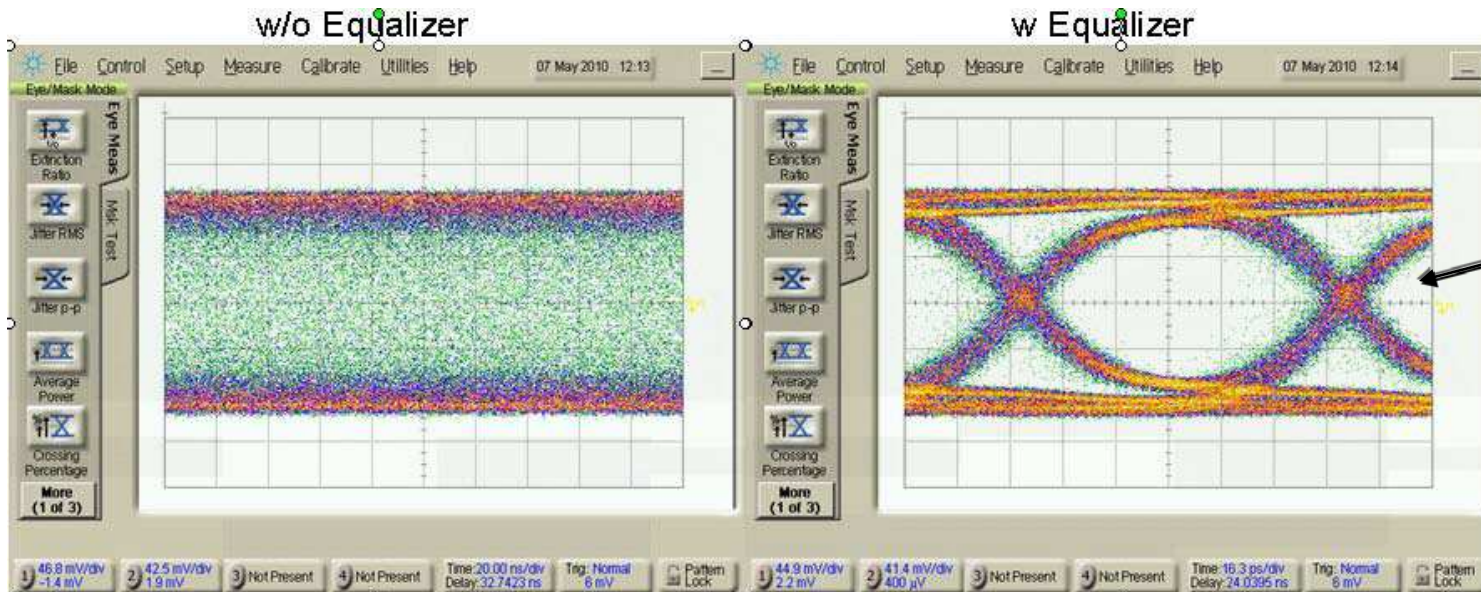 w/o Equalizer
File Control Setup Measure Calibrate Utilities Help 07 May 2010 12:13
Eye/Mask Mode
Eye Meas
Msk Test
Extinction
Ratio
Jitter RMS
Jitter p-p
Average
Power
Crossing
Percentage
More
(1 of 3)
1) 46.8 mV/div
-1.4 mV
2) 42.5 mV/div
1.9 mV
3) Not Present
4) Not Present
Time:20.00 ns/div
Delay:32.7423 ns
Trig: Normal
6 mV
Pattern
Lock
w Equalizer
File Control Setup Measure Calibrate Utilities Help 07 May 2010 12:14
Eye/Mask Mode
Eye Meas
Msk Test
Extinction
Ratio
Jitter RMS
Jitter p-p
Average
Power
Crossing
Percentage
More
(1 of 3)
1) 44.9 mV/div
2.2 mV
2) 41.4 mV/div
400 µV
3) Not Present
4) Not Present
Time:16.3 ps/div
Delay:24.0395 ns
Trig: Normal
6 mV
Pattern
Lock